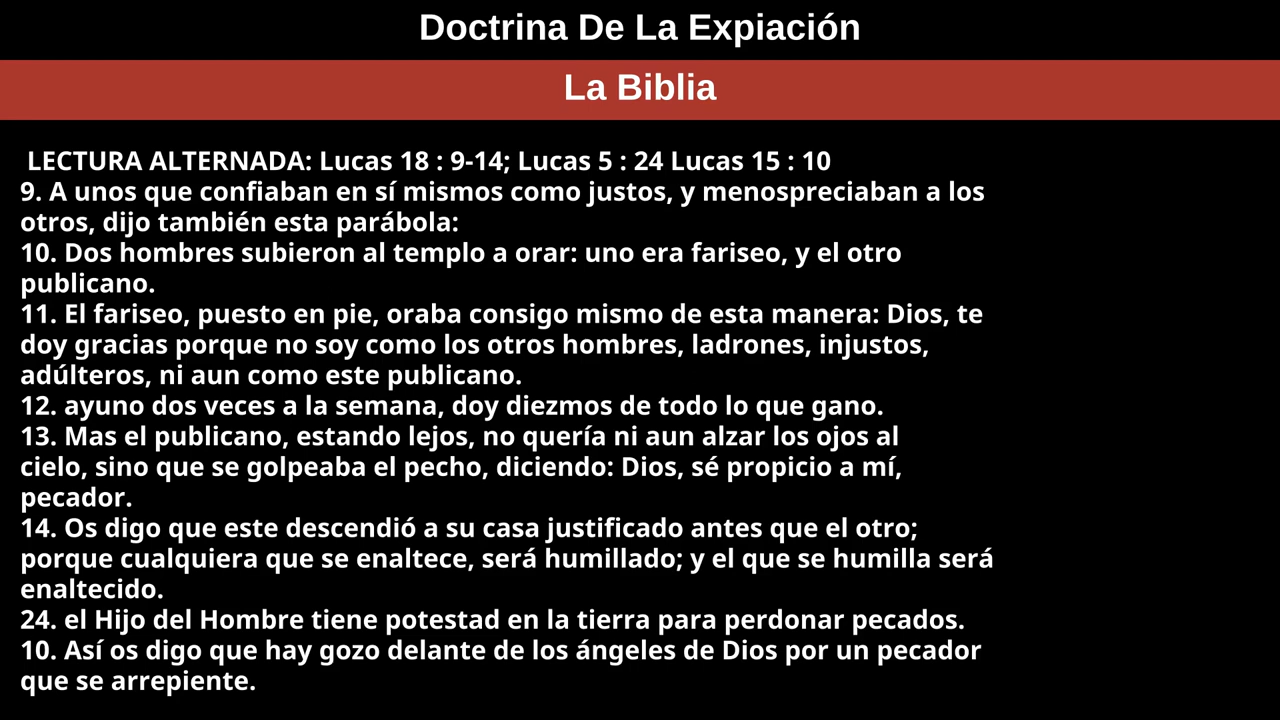 Doctrina De La Expiación
La Biblia
LECTURA ALTERNADA: Lucas 18 : 9-14; Lucas 5 : 24 Lucas 15 : 10
9. A unos que confiaban en sí mismos como justos, y menospreciaban a los
otros, dijo también esta parábola:
10. Dos hombres subieron al templo a orar: uno era fariseo, y el otro
publicano.
11. El fariseo, puesto en pie, oraba consigo mismo de esta manera: Dios, te
doy gracias porque no soy como los otros hombres, ladrones, injustos,
adúlteros, ni aun como este publicano.
12. ayuno dos veces a la semana, doy diezmos de todo lo que gano.
13. Mas el publicano, estando lejos, no quería ni aun alzar los ojos al
cielo, sino que se golpeaba el pecho, diciendo: Dios, sé propicio a mí,
pecador.
14. Os digo que este descendió a su casa justificado antes que el otro;
porque cualquiera que se enaltece, será humillado; y el que se humilla será
enaltecido.
24. el Hijo del Hombre tiene potestad en la tierra para perdonar pecados.
10. Así os digo que hay gozo delante de los ángeles de Dios por un pecador
que se arrepiente.